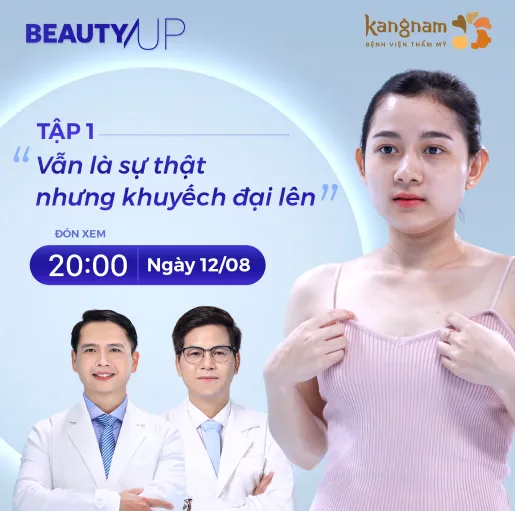 BEAUTY UP
kangnam
BỆNH VIỆN THẨM MỸ
TẬP 1
“Vẫn là sự thật
nhưng khuyếch đại lên”
ĐÓN XEM
20:00 Ngày 12/08